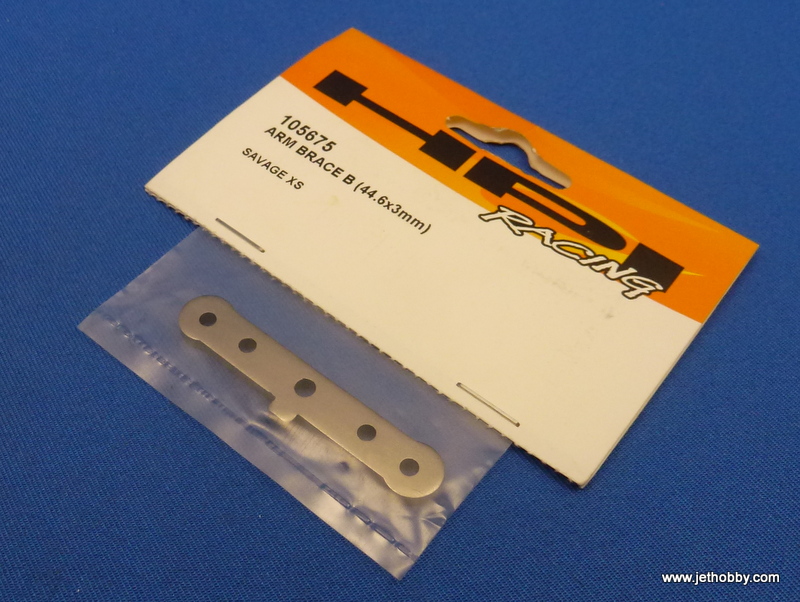 HPI
RACING
105675
ARM BRACE B (44.6x3mm)
SAVAGE XS
www.jethobby.com